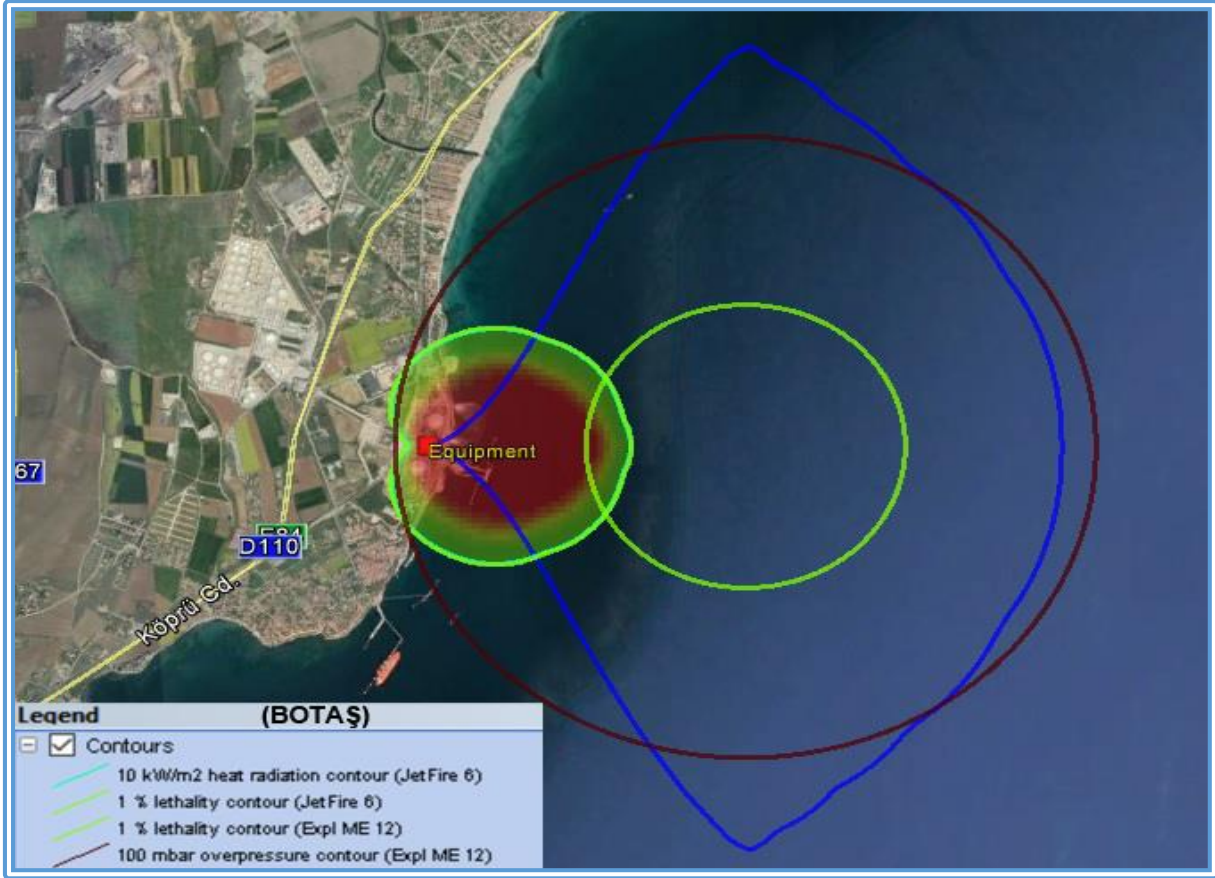 Equipment
67
E84
D110
Köprü Cd.
Legend (BOTAŞ)
Contours
10 kW/m2 heat radiation contour (JetFire 6)
1 % lethality contour (JetFire 6)
1 % lethality contour (Expl ME 12)
100 mbar overpressure contour (Expl ME 12)